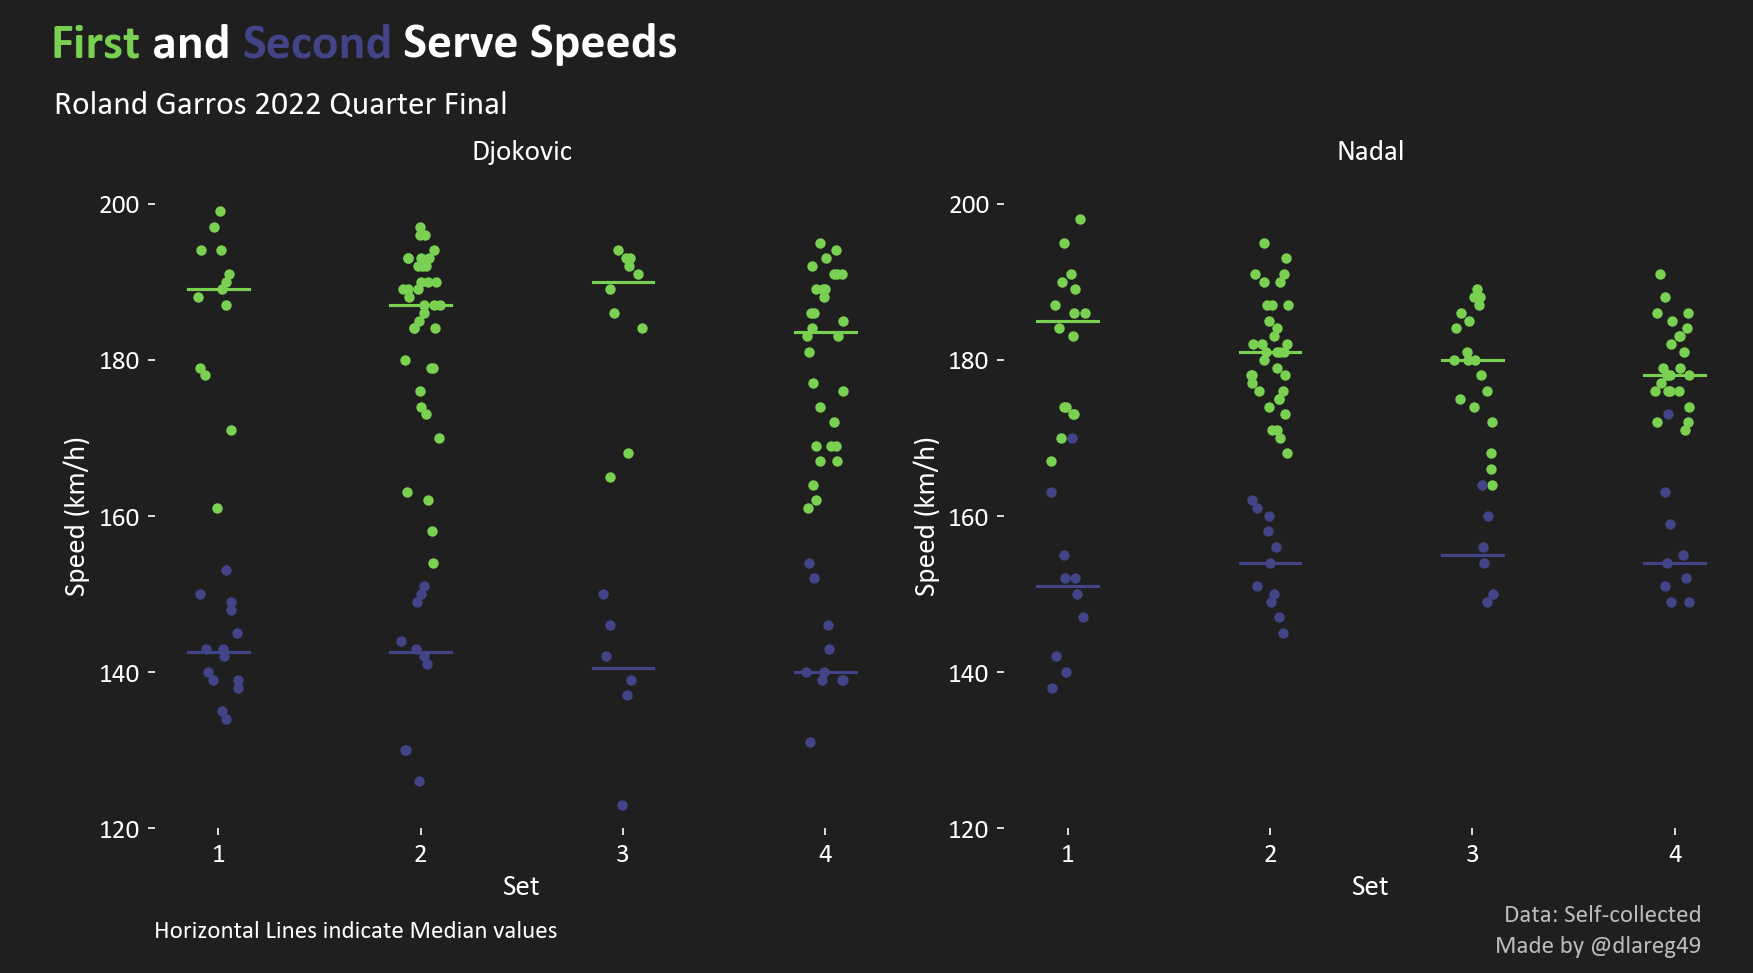 First and Second Serve Speeds
Roland Garros 2022 Quarter Final
Djokovic
Nadal
Speed (km/h)
200
180
160
140
120
1 2 3 4
Set
Speed (km/h)
200
180
160
140
120
1 2 3 4
Set
Horizontal Lines indicate Median values
Data: Self-collected
Made by @dlareg49